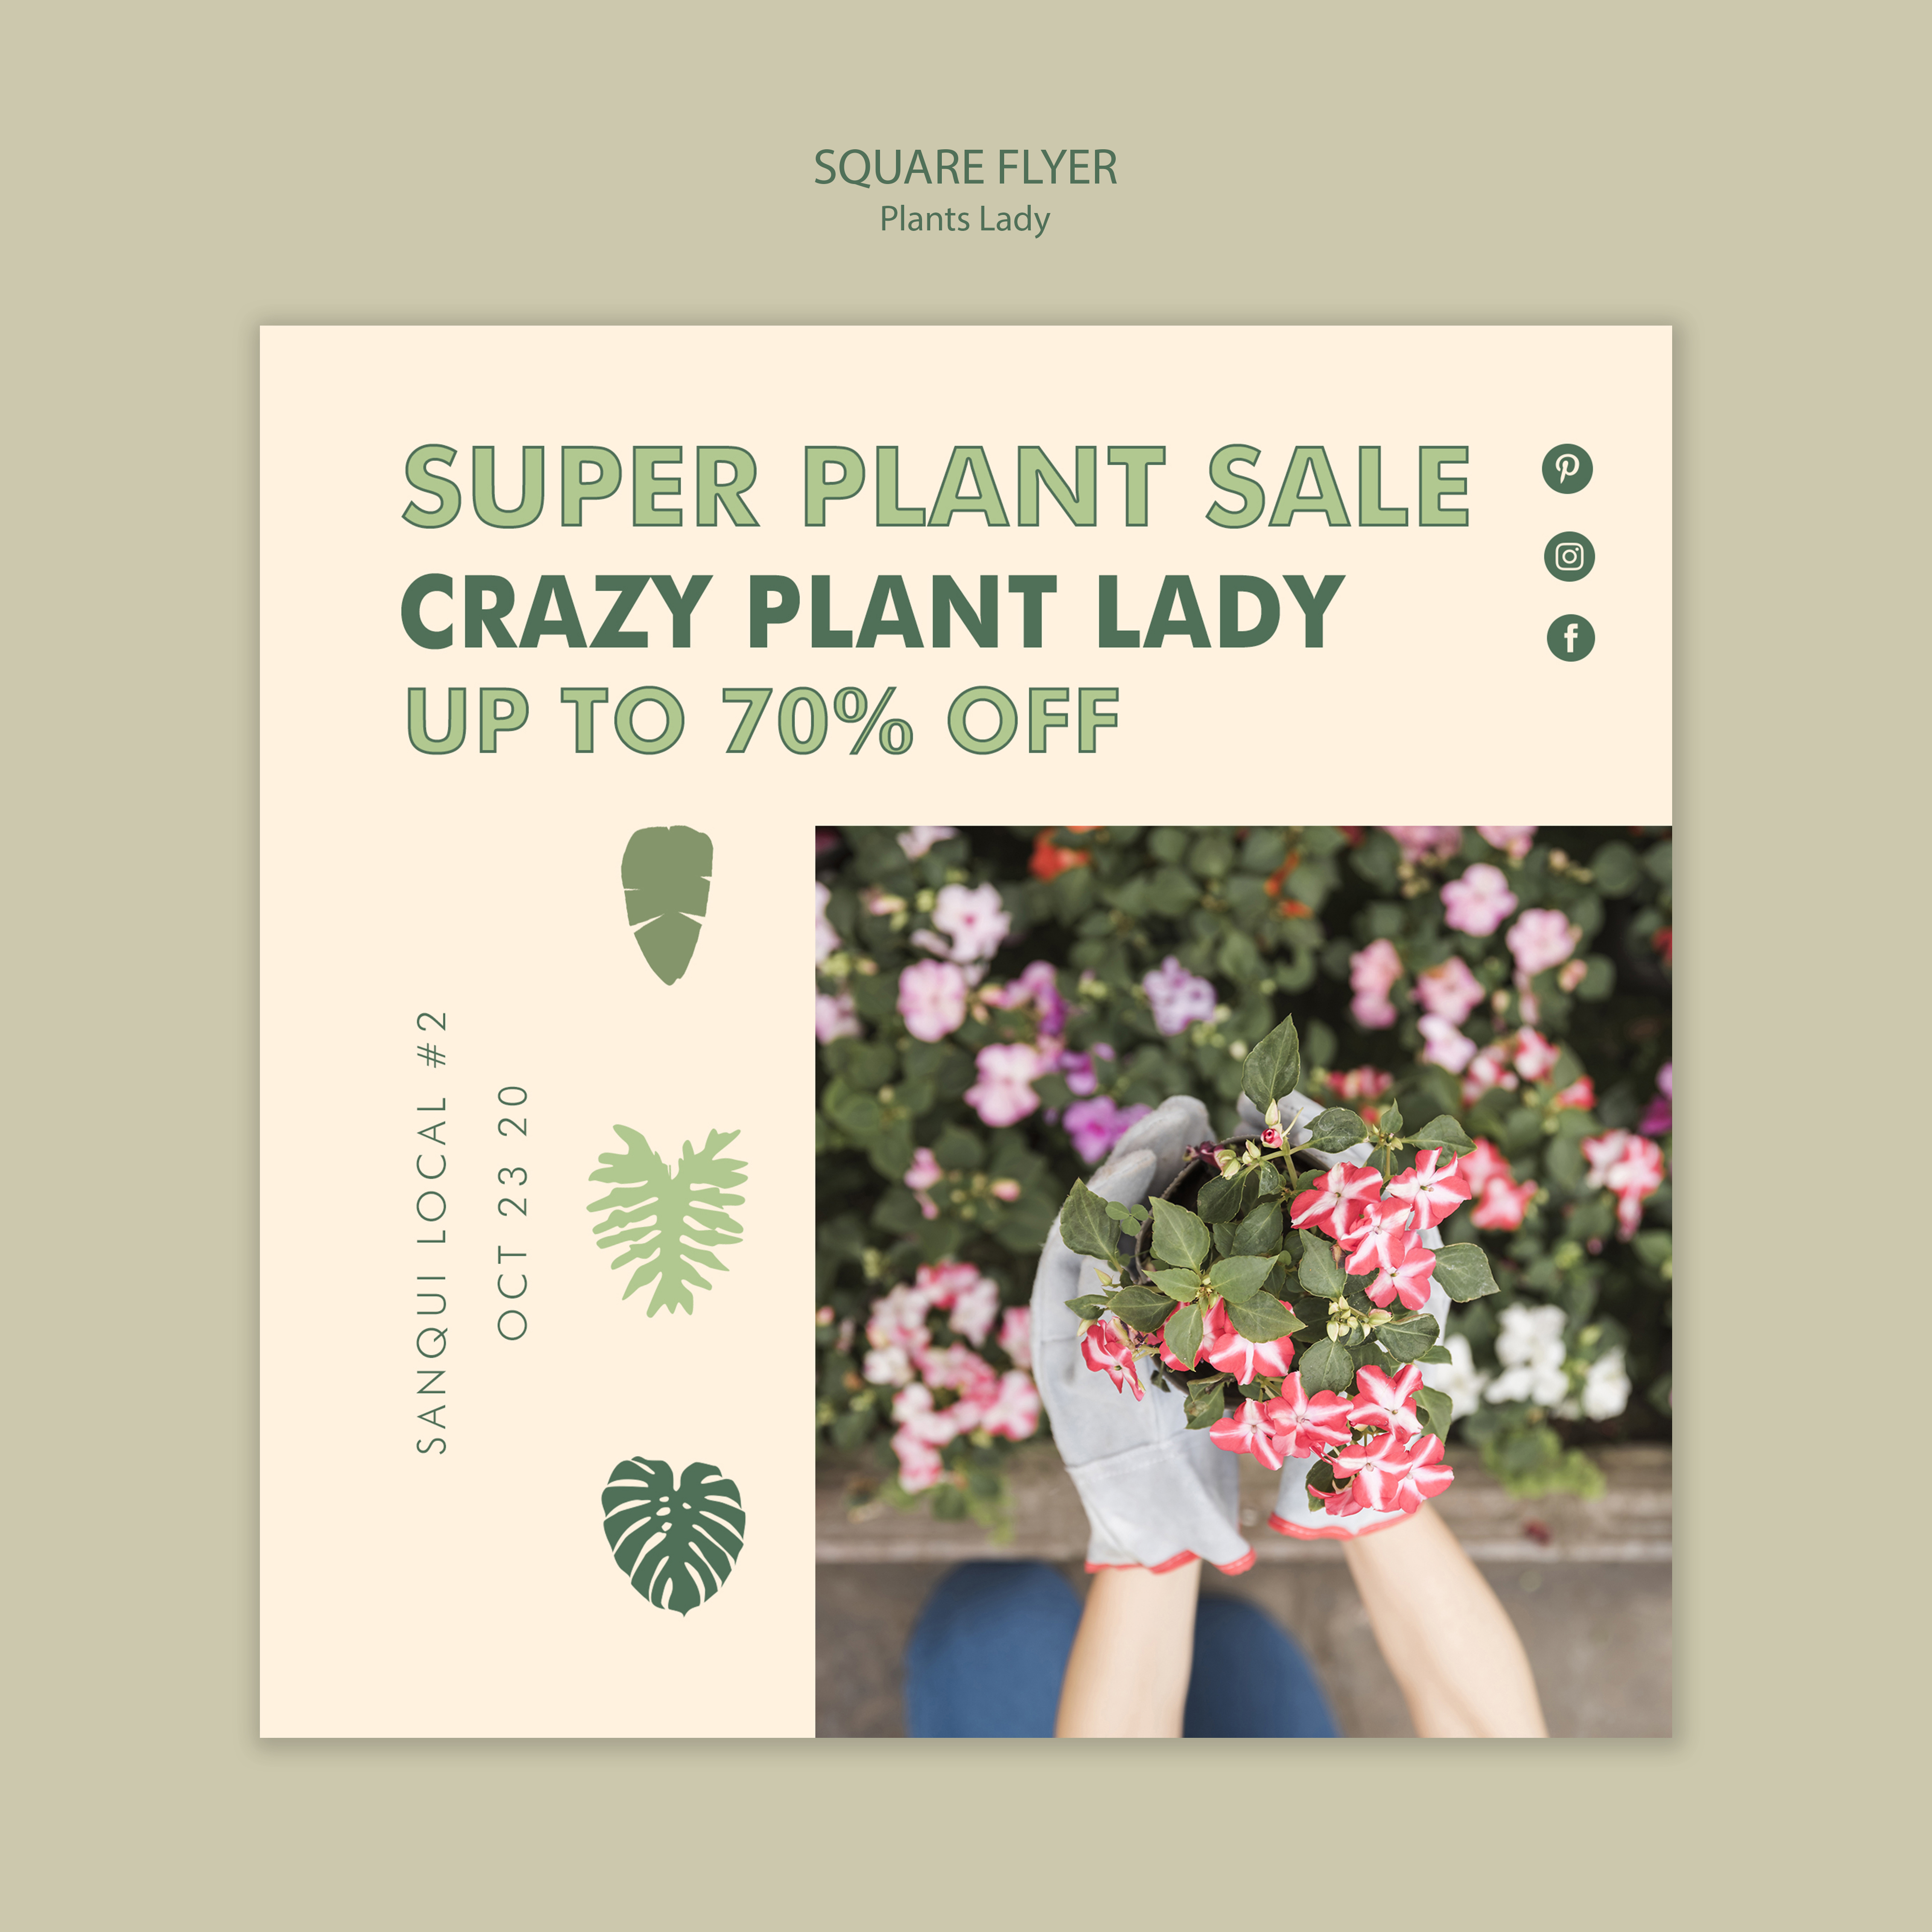 SQUARE FLYER
Plants Lady
SUPER PLANT SALE
CRAZY PLANT LADY
UP TO 70% OFF
SANQUI LOCAL #2
OCT 23 20